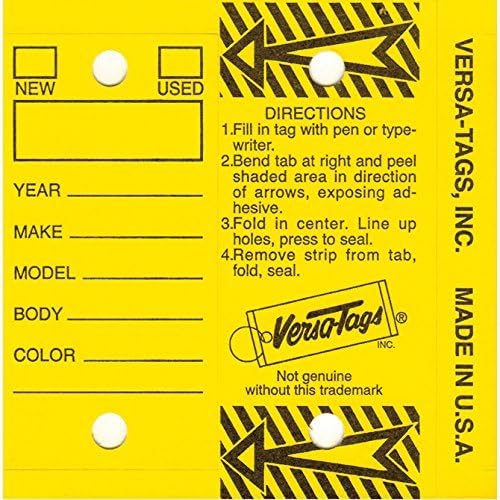 NEW
USED
YEAR
MAKE
MODEL
BODY
COLOR
DIRECTIONS
1.Fill in tag with pen or type-
writer.
2.Bend tab at right and peel
shaded area in direction
of arrows, exposing ad-
hesive.
3.Fold in center. Line up
holes, press to seal.
4.Remove strip from tab,
fold, seal.
Versa-Tags ®
INC.
Not genuine
without this trademark
VERSA-TAGS, INC. MADE IN U.S.A.